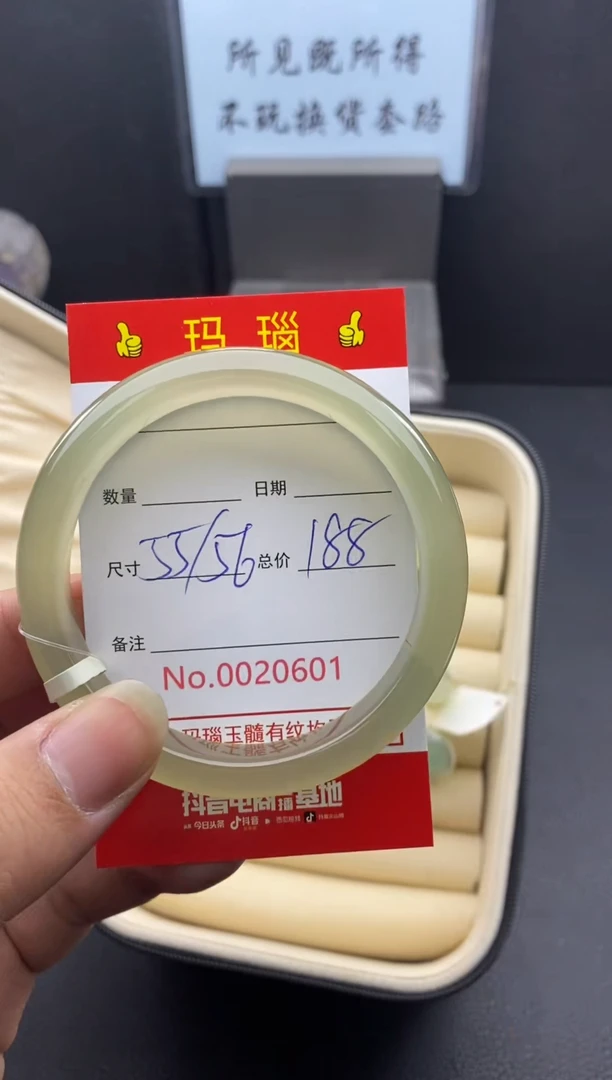 所见既所得
不玩换货套路
玛瑙
数量 日期
尺寸 55/56 总价 188
备注
No.0020601
玛瑙玉髓有纹
抖音电商直播基地
今日头条 抖音